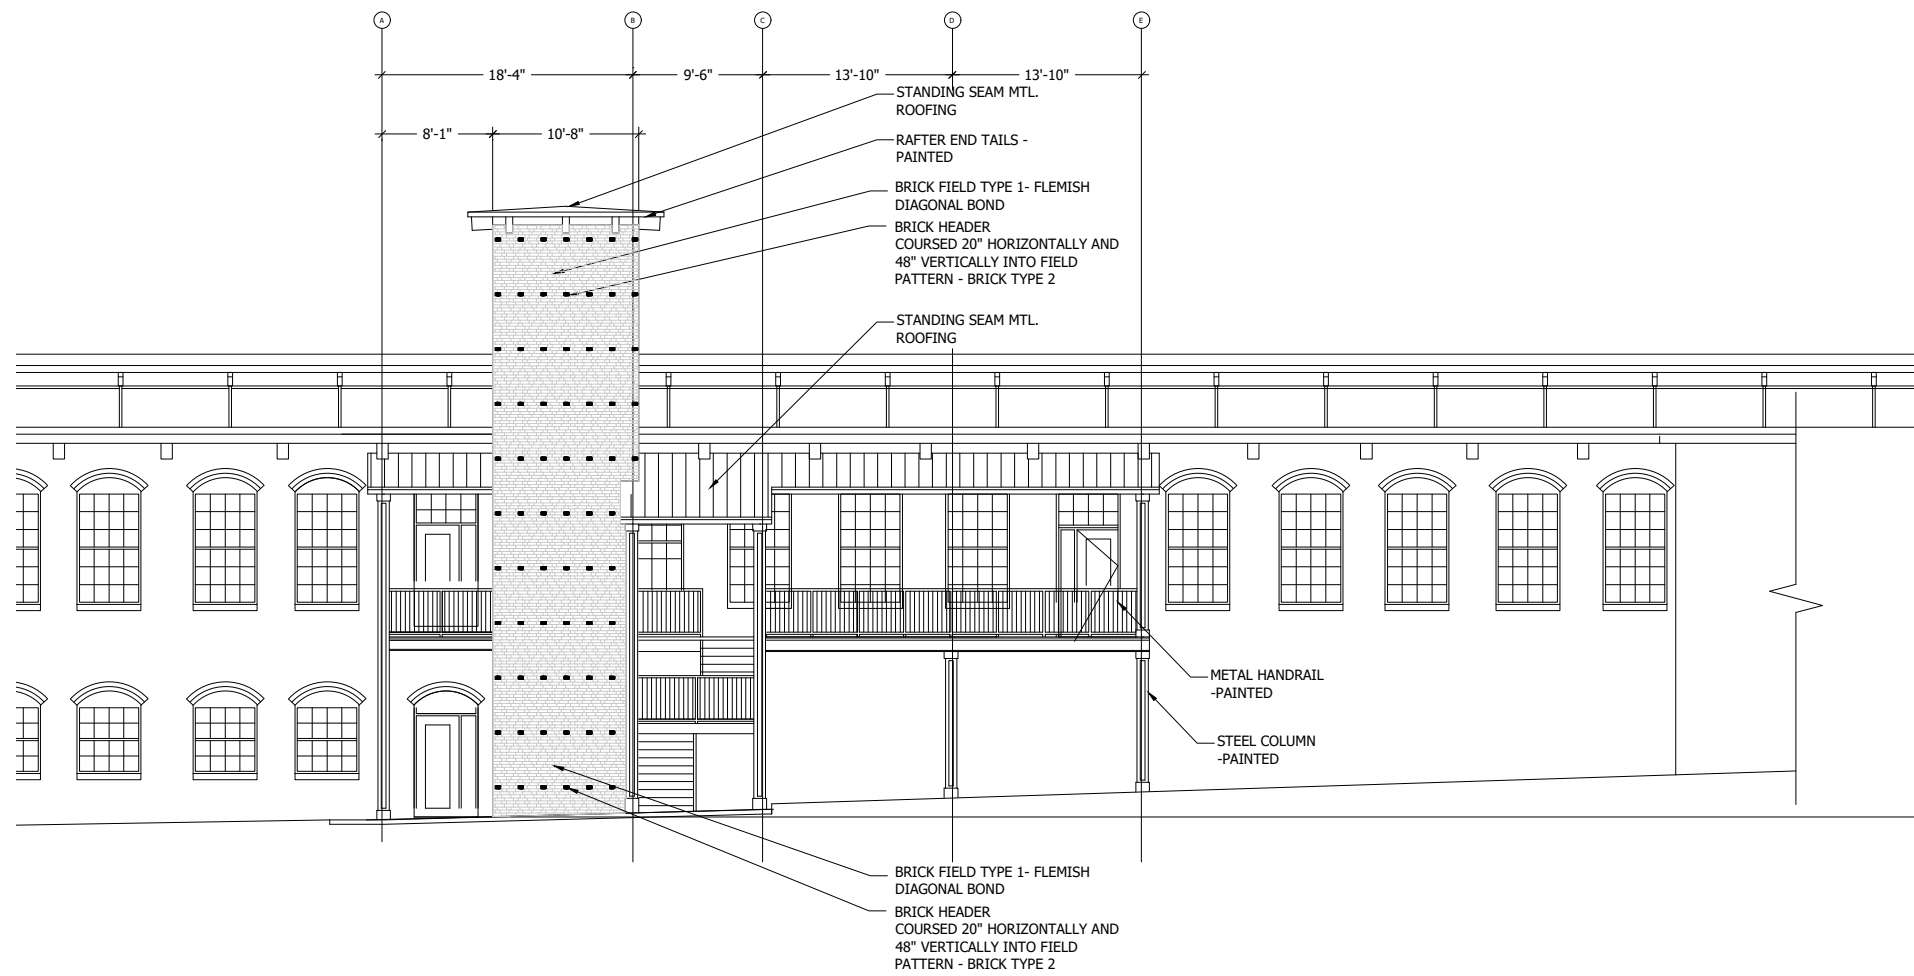 A
B
C
D
E
18'-4"
9'-6"
13'-10"
13'-10"
STANDING SEAM MTL.
ROOFING
8'-1"
10'-8"
RAFTER END TAILS -
PAINTED
BRICK FIELD TYPE 1- FLEMISH
DIAGONAL BOND
BRICK HEADER
COURSED 20" HORIZONTALLY AND
48" VERTICALLY INTO FIELD
PATTERN - BRICK TYPE 2
STANDING SEAM MTL.
ROOFING
METAL HANDRAIL
-PAINTED
STEEL COLUMN
-PAINTED
BRICK FIELD TYPE 1- FLEMISH
DIAGONAL BOND
BRICK HEADER
COURSED 20" HORIZONTALLY AND
48" VERTICALLY INTO FIELD
PATTERN - BRICK TYPE 2